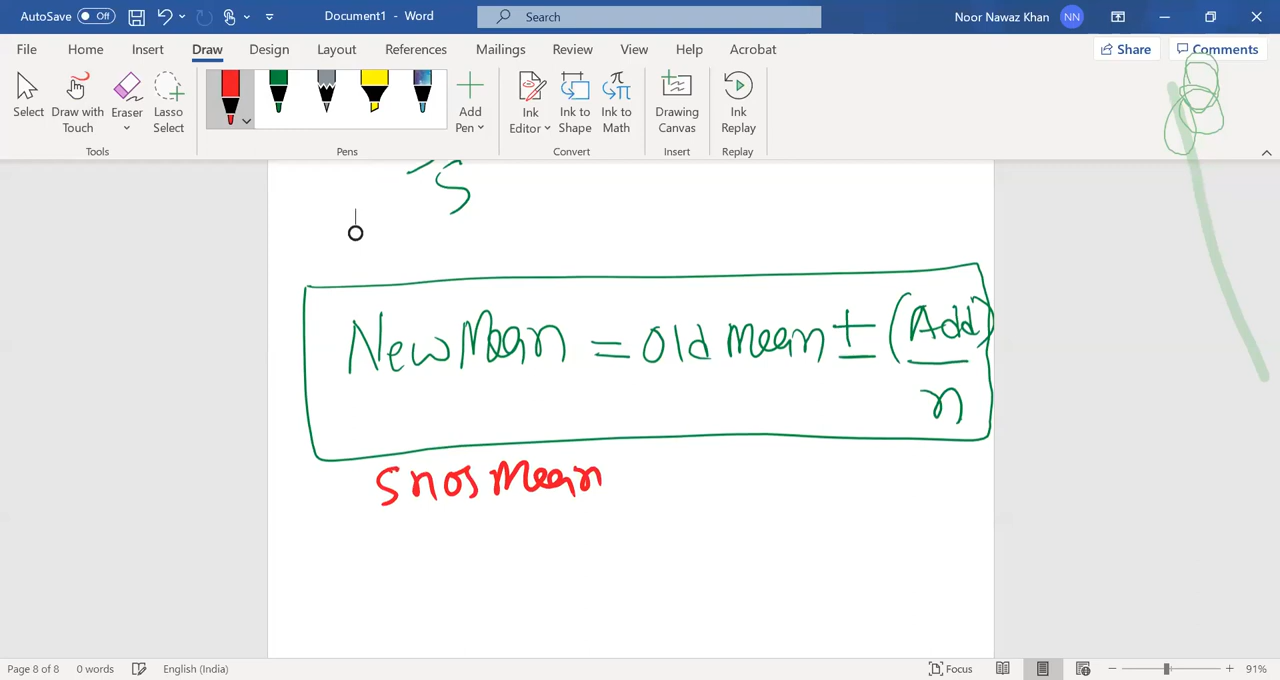 AutoSave Off Document1 - Word Search Noor Nawaz Khan NN
File Home Insert Draw Design Layout References Mailings Review View Help Acrobat Share Comments
Select Draw with Touch Eraser Lasso Select Add Pen Ink Editor Ink to Shape Ink to Math Drawing Canvas Ink Replay
Tools Pens Convert Insert Replay
5
New Mean = old mean ± (Add)/n
5 nos Mean
Page 8 of 8 0 words English (India) Focus 91%